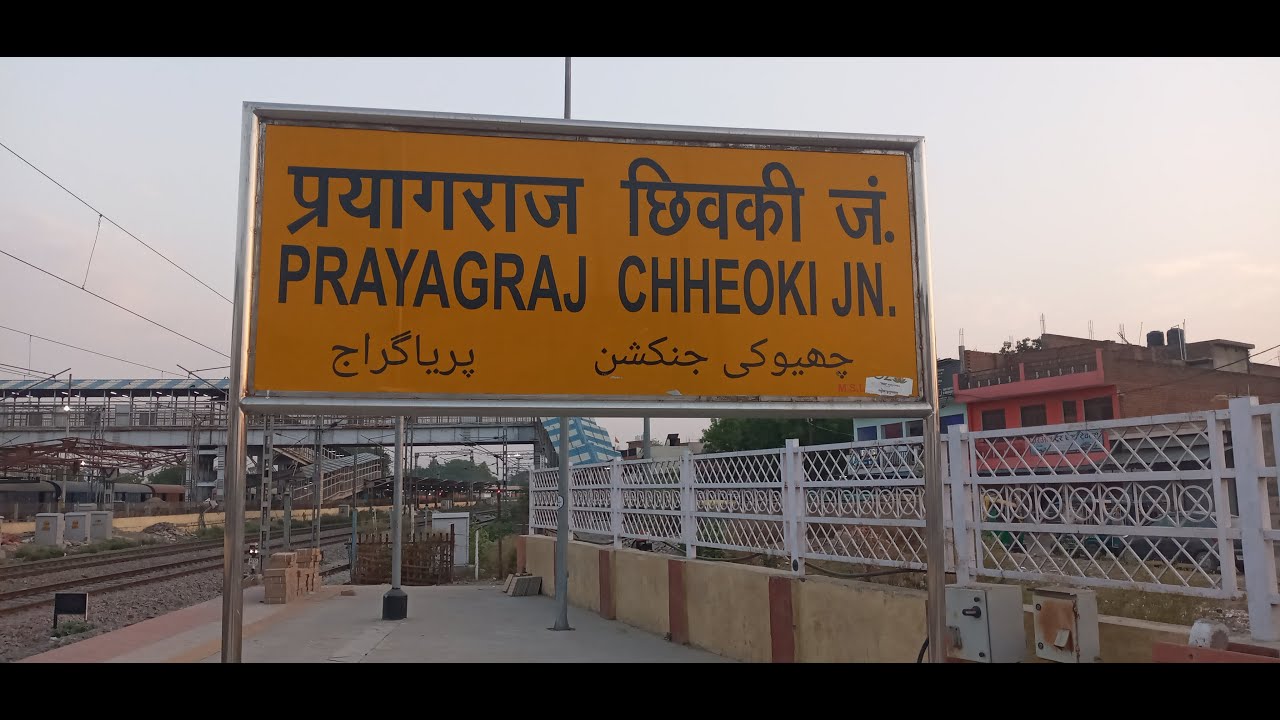 प्रयागराज छिवकी जं.
PRAYAGRAJ CHHEOKI JN.
پریاگراج چھیوکی جنکشن